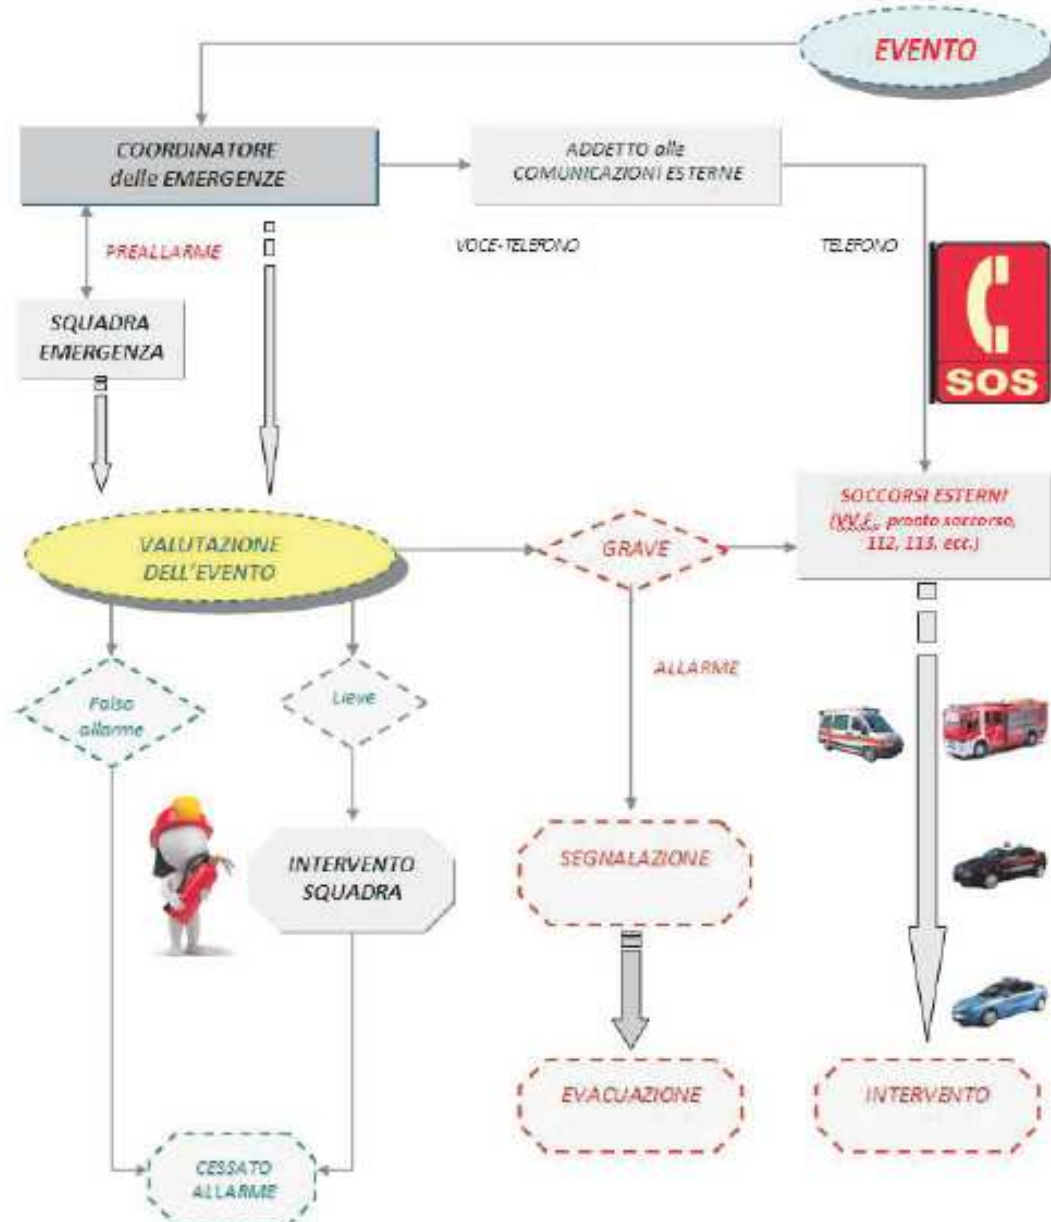 EVENTO
COORDINATORE
delle EMERGENZE
ADDETTO alle
COMUNICAZIONI ESTERNE
PREALLARME
VOCE-TELEFONO
TELEFONO
SQUADRA
EMERGENZA
SOS
SOCCORSI ESTERNI
(VV.F., pronto soccorso,
112, 113, ecc.)
VALUTAZIONE
DELL'EVENTO
GRAVE
ALLARME
Falso
allarme
Lieve
INTERVENTO
SQUADRA
SEGNALAZIONE
EVACUAZIONE
INTERVENTO
CESSATO
ALLARME